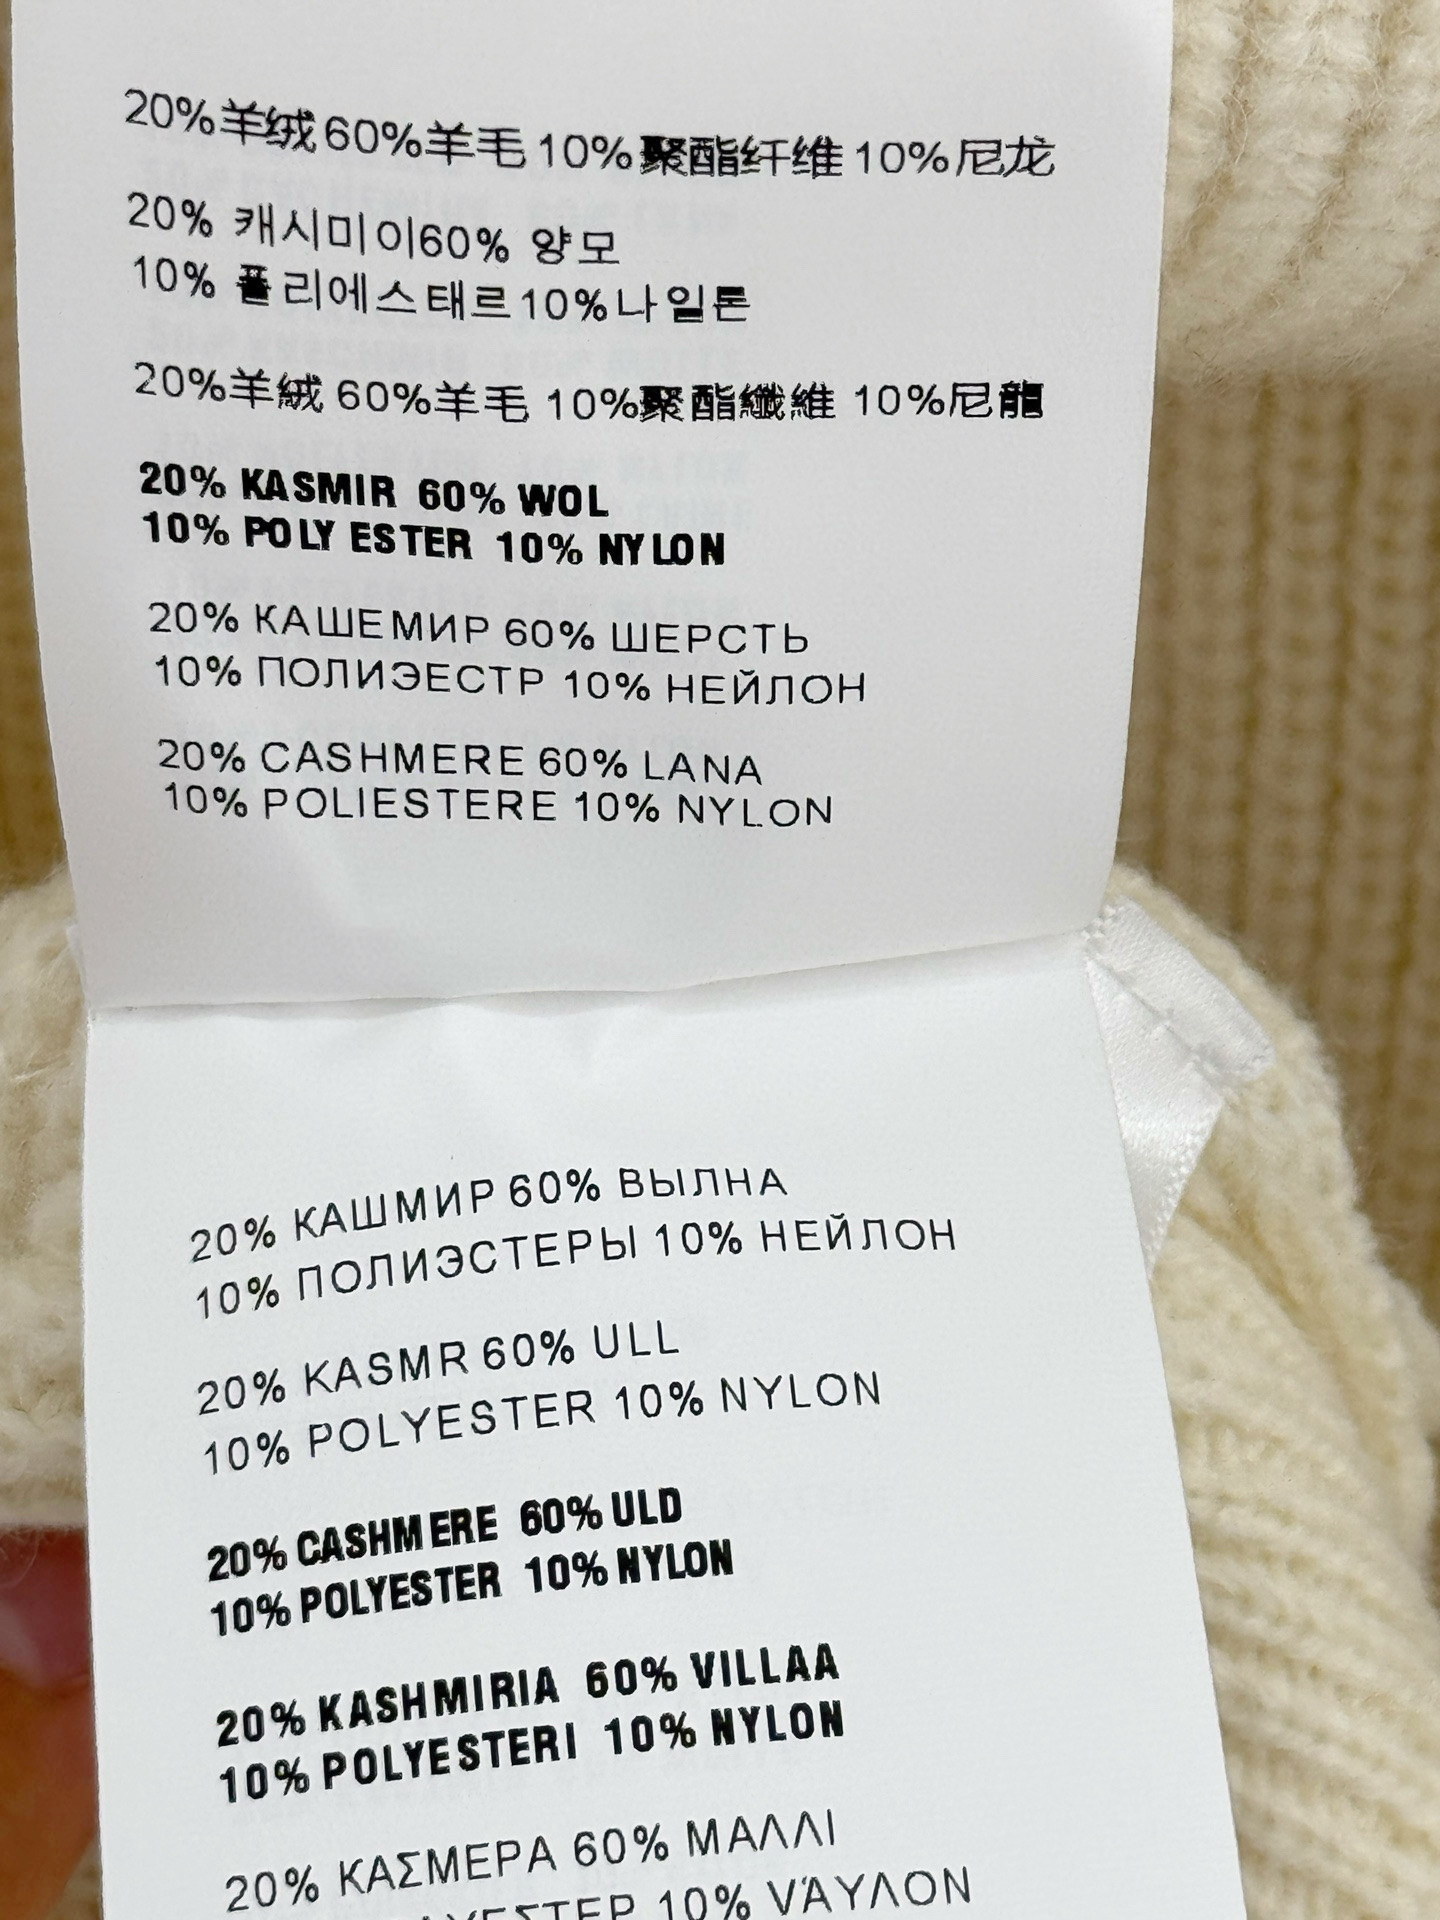 20%羊绒 60%羊毛 10%聚酯纤维 10%尼龙
20% 캐시미이60% 양모
10% 폴리에스태르10%나일톤
20%羊絨 60%羊毛 10%聚酯纖維 10%尼龍
20% KASMIR 60% WOL
10% POLY ESTER 10% NYLON
20% КАШЕМИР 60% ШЕРСТЬ
10% ПОЛИЭЕСТР 10% НЕЙЛОН
20% CASHMERE 60% LANA
10% POLIESTERE 10% NYLON
20% КАШМИР 60% ВЫЛНА
10% ПОЛИЭСТЕРЫ 10% НЕЙЛОН
20% KASMR 60% ULL
10% POLYESTER 10% NYLON
20% CASHMERE 60% ULD
10% POLYESTER 10% NYLON
20% KASHMIRIA 60% VILLAA
10% POLYESTERI 10% NYLON
20% ΚΑΣΜΕΡΑ 60% ΜΑΛΛΙ
10% VΆΥΛΟN